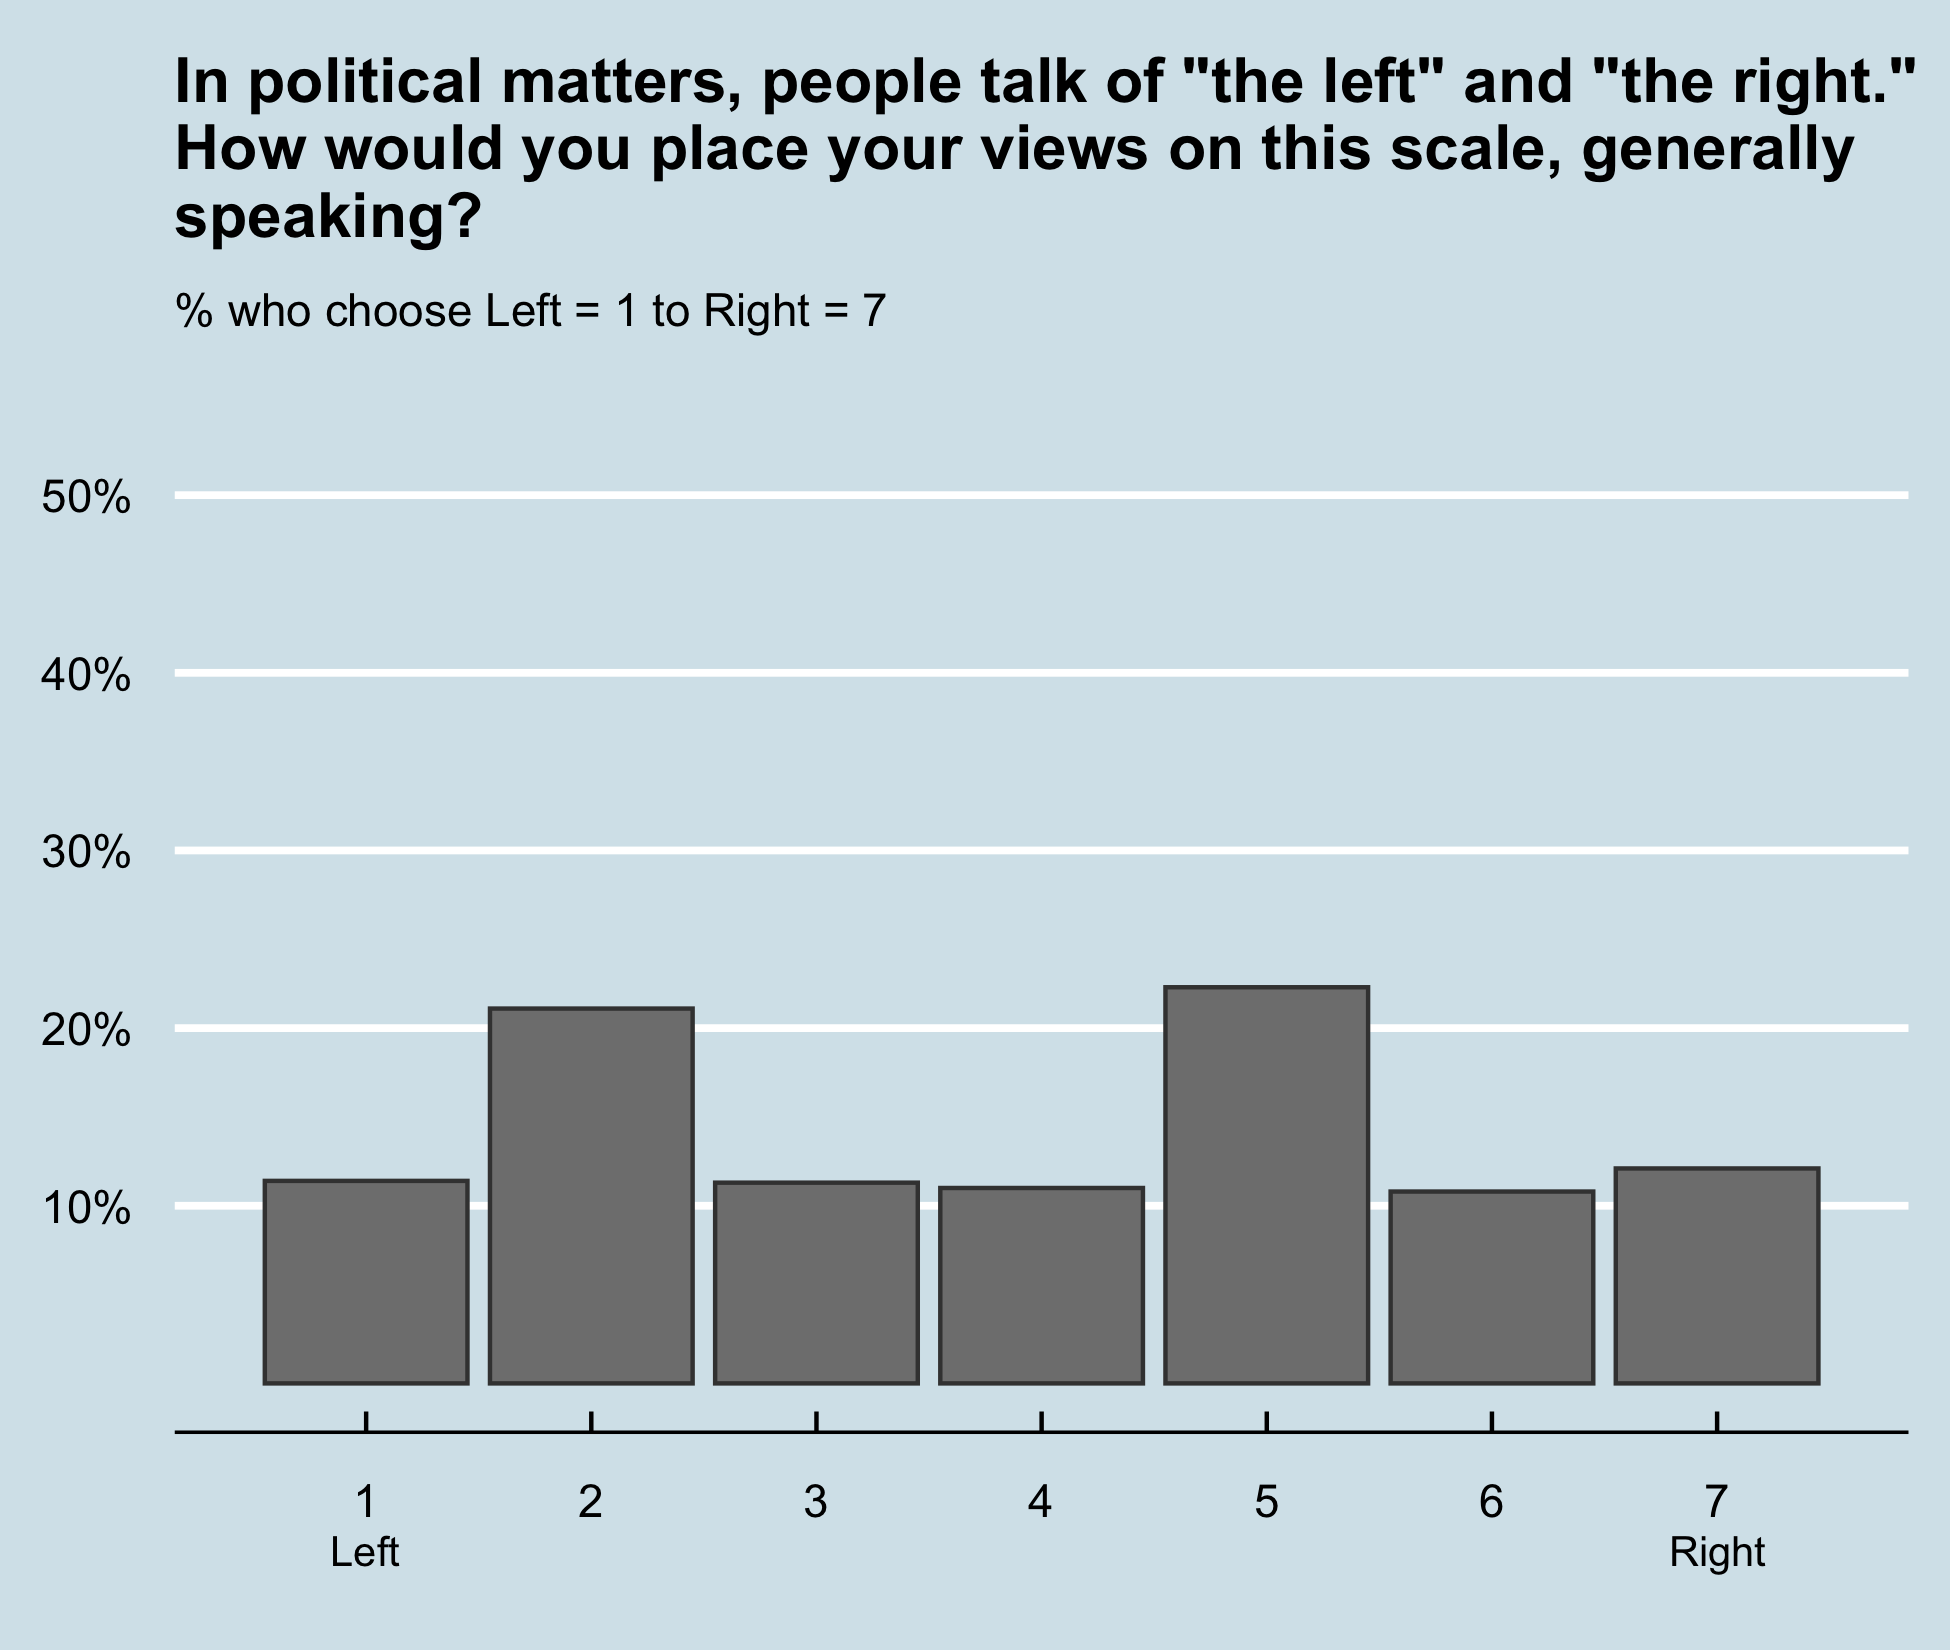 In political matters, people talk of "the left" and "the right."
How would you place your views on this scale, generally
speaking?
% who choose Left = 1 to Right = 7
50%
40%
30%
20%
10%
1 2 3 4 5 6 7
Left Right